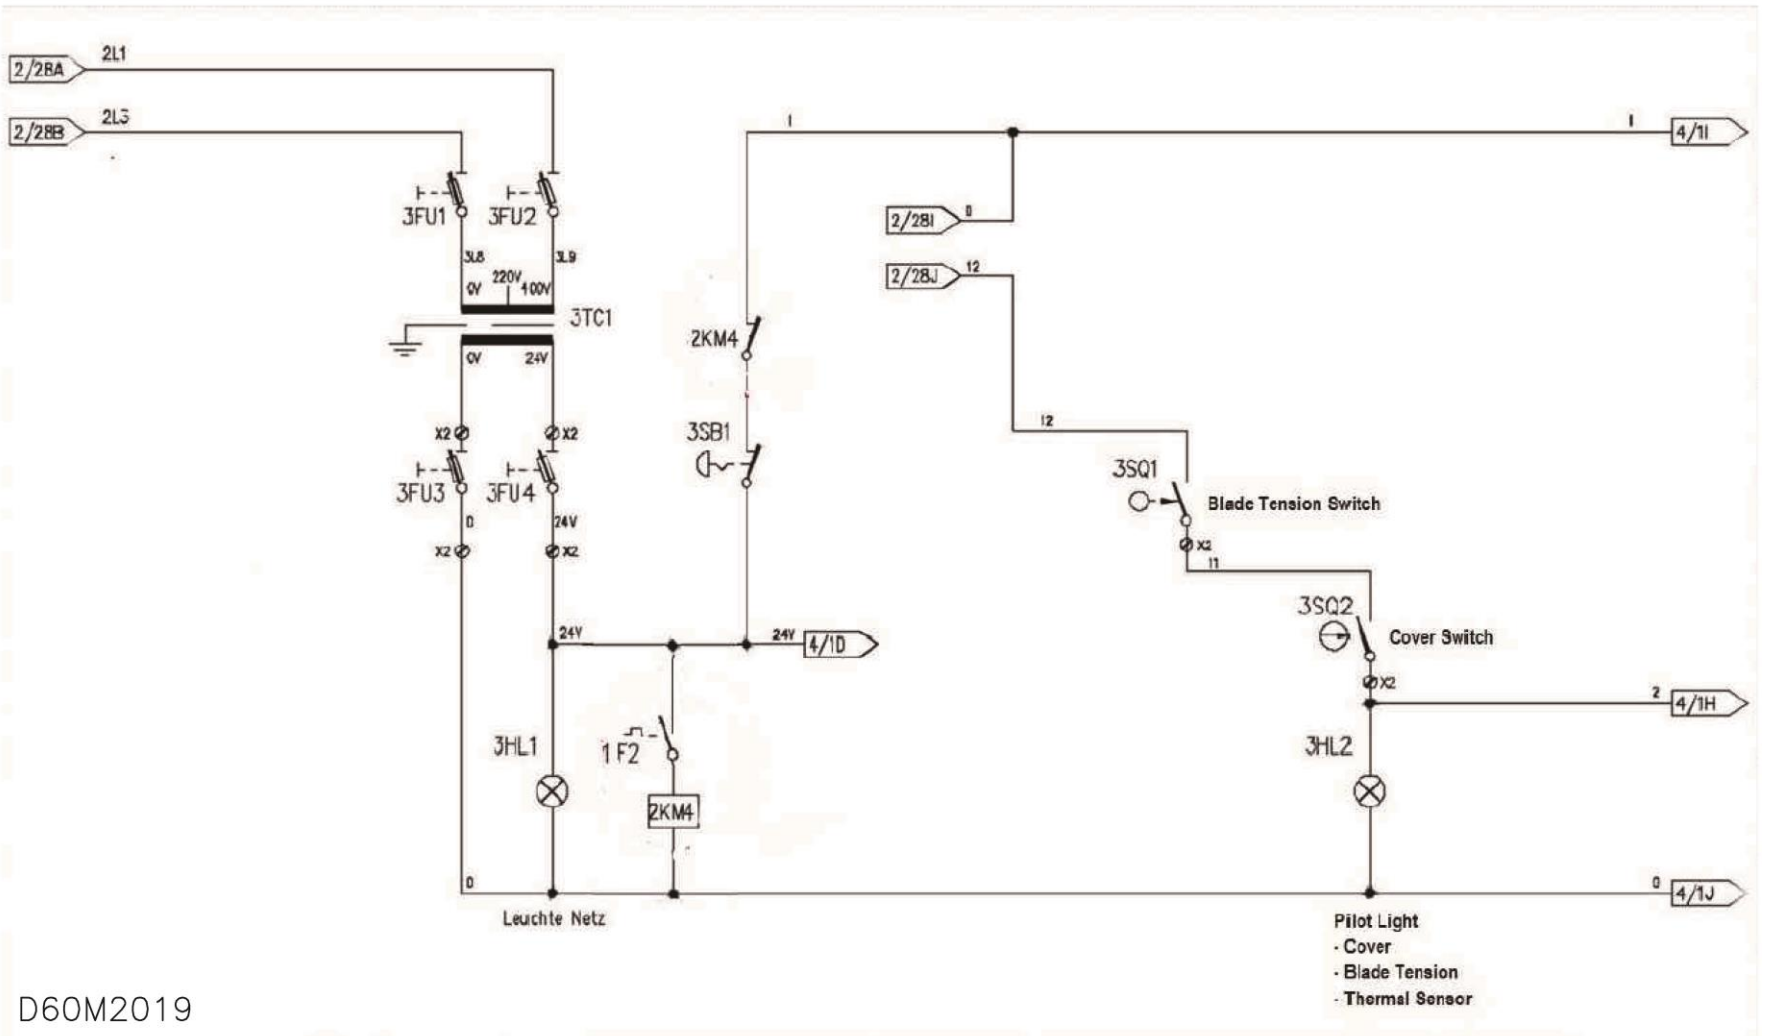 2L1
2/28A
2L3
2/28B
1
1
4/1I
3FU1
3FU2
0
2/28I
3L8
3L9
220V
0V
400V
12
2/28J
3TC1
2KM4
0V
24V
12
X2
X2
3SB1
3SQ1
3FU3
3FU4
Blade Tension Switch
0
24V
X2
X2
X2
11
3SQ2
Cover Switch
24V
24V
4/1D
X2
2
4/1H
3HL1
1F2
3HL2
2KM4
0
0
4/1J
Leuchte Netz
Pilot Light
- Cover
- Blade Tension
- Thermal Sensor
D60M2019